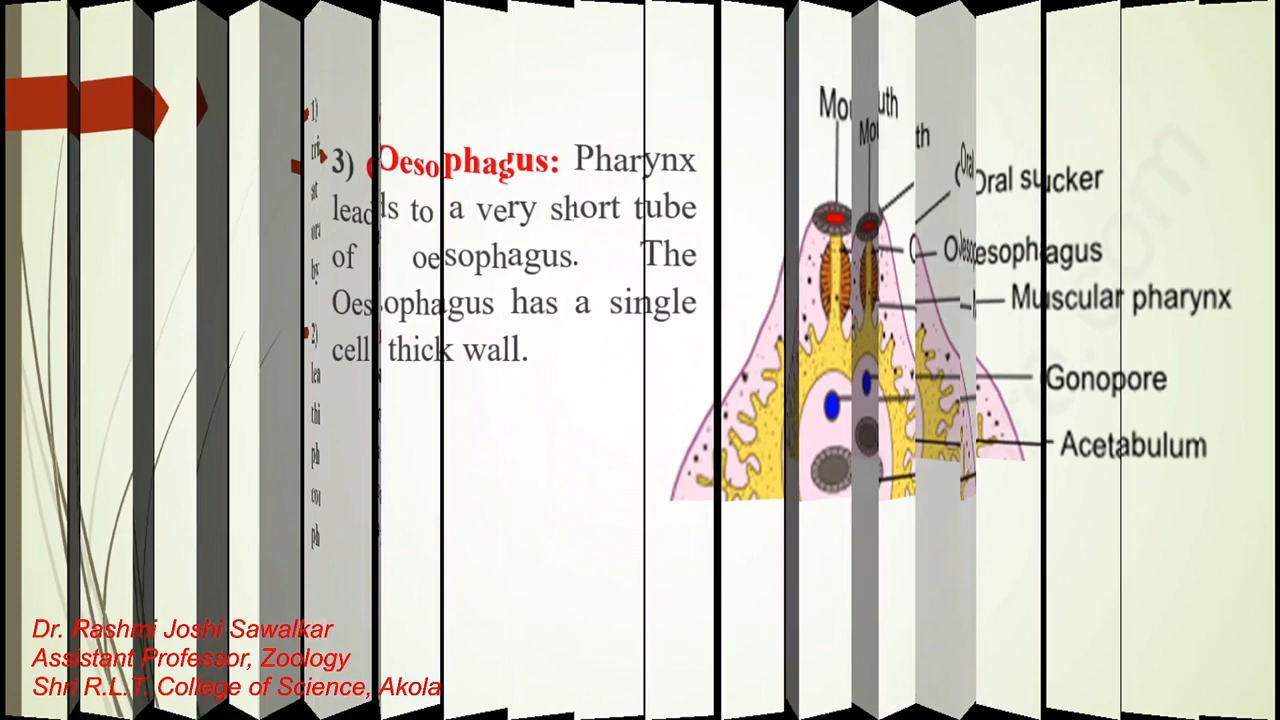 3) Oesophagus: Pharynx
leads to a very short tube
of oesophagus. The
Oesophagus has a single
cell thick wall.
Mouth
Oral sucker
Oesophagus
Muscular pharynx
Gonopore
Acetabulum
Dr. Rashmi Joshi Sawalkar
Assistant Professor, Zoology
Shri R.L.T. College of Science, Akola